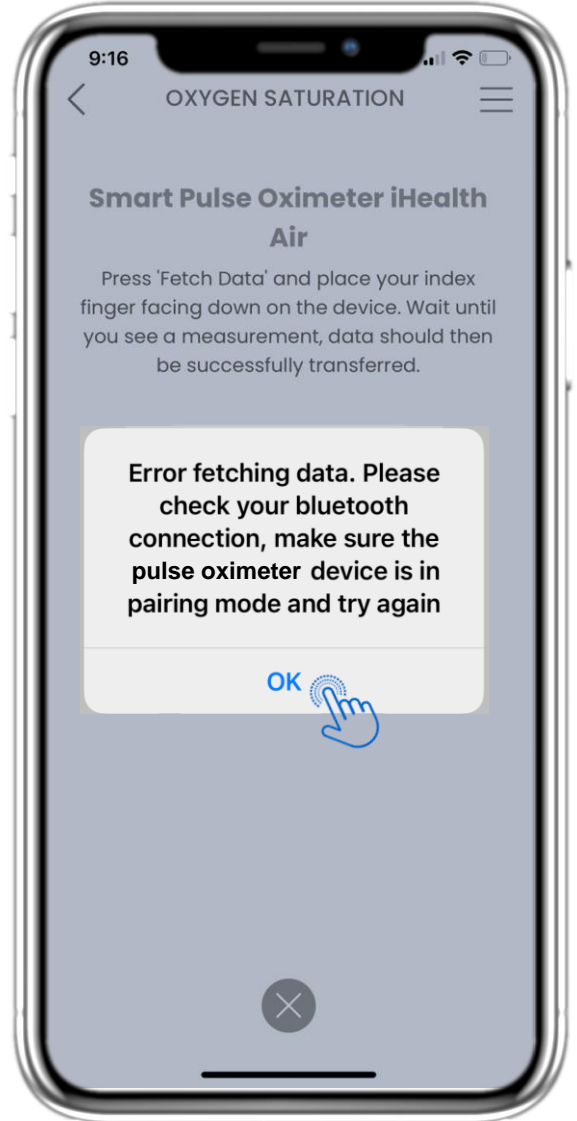 9:16
OXYGEN SATURATION
Smart Pulse Oximeter iHealth
Air
Press 'Fetch Data' and place your index
finger facing down on the device. Wait until
you see a measurement, data should then
be successfully transferred.
Error fetching data. Please
check your bluetooth
connection, make sure the
pulse oximeter device is in
pairing mode and try again
OK